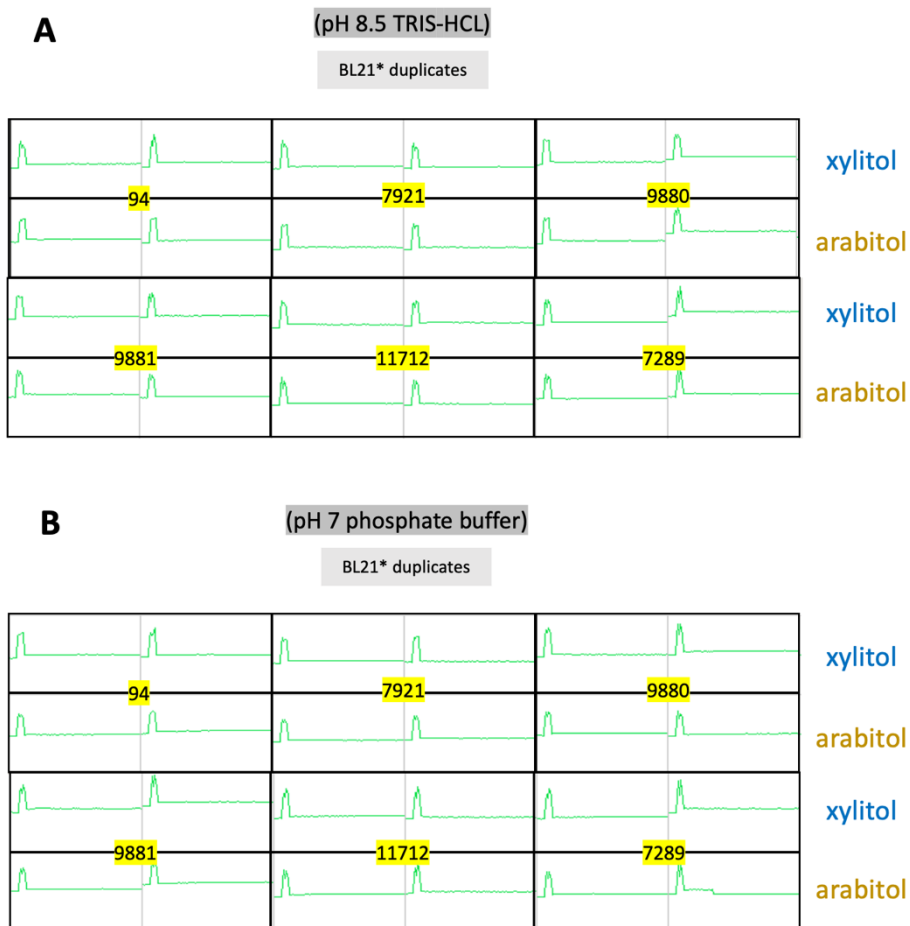 A
(pH 8.5 TRIS-HCL)
BL21* duplicates
xylitol
94 7921 9880
arabitol
xylitol
9881 11712 7289
arabitol
B
(pH 7 phosphate buffer)
BL21* duplicates
xylitol
94 7921 9880
arabitol
xylitol
9881 11712 7289
arabitol